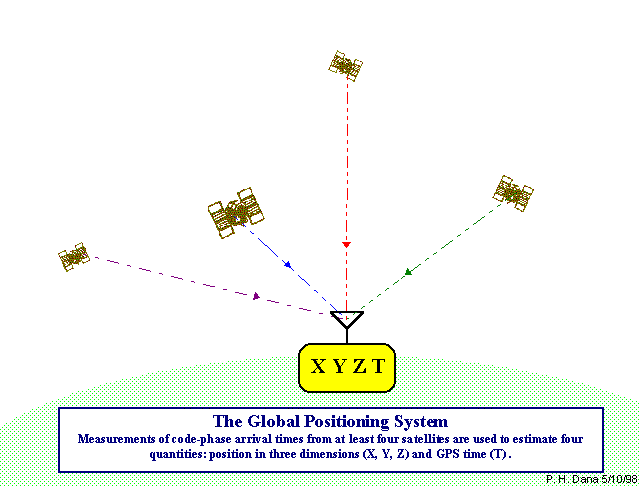 X Y Z T
The Global Positioning System
Measurements of code-phase arrival times from at least four satellites are used to estimate four
quantities: position in three dimensions (X, Y, Z) and GPS time (T) .
P. H. Dana 5/10/98